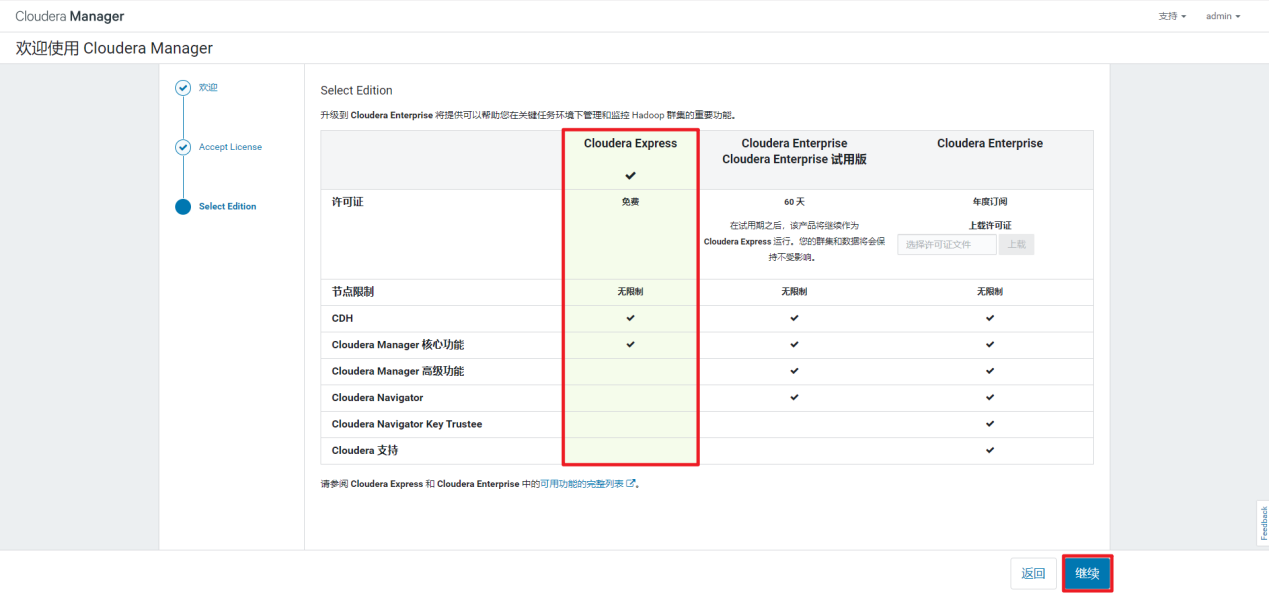 Cloudera Manager
支持
admin
欢迎使用 Cloudera Manager
欢迎
Accept License
Select Edition
Select Edition
升级到 Cloudera Enterprise 将提供可以帮助您在关键任务环境下管理和监控 Hadoop 群集的重要功能。
Cloudera Express
Cloudera Enterprise
Cloudera Enterprise 试用版
Cloudera Enterprise
许可证
免费
60 天
在试用期之后，该产品将继续作为
Cloudera Express 运行。您的群集和数据将会保
持不受影响。
年度订阅
上载许可证
选择许可证文件
上载
节点限制
无限制
无限制
无限制
CDH
Cloudera Manager 核心功能
Cloudera Manager 高级功能
Cloudera Navigator
Cloudera Navigator Key Trustee
Cloudera 支持
请参阅 Cloudera Express 和 Cloudera Enterprise 中的可用功能的完整列表。
Feedback
返回
继续